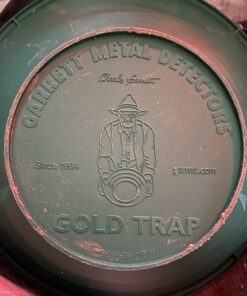 GARRETT METAL DETECTORS
Charles Garrett
Since 1964
garrett.com
GOLD TRAP